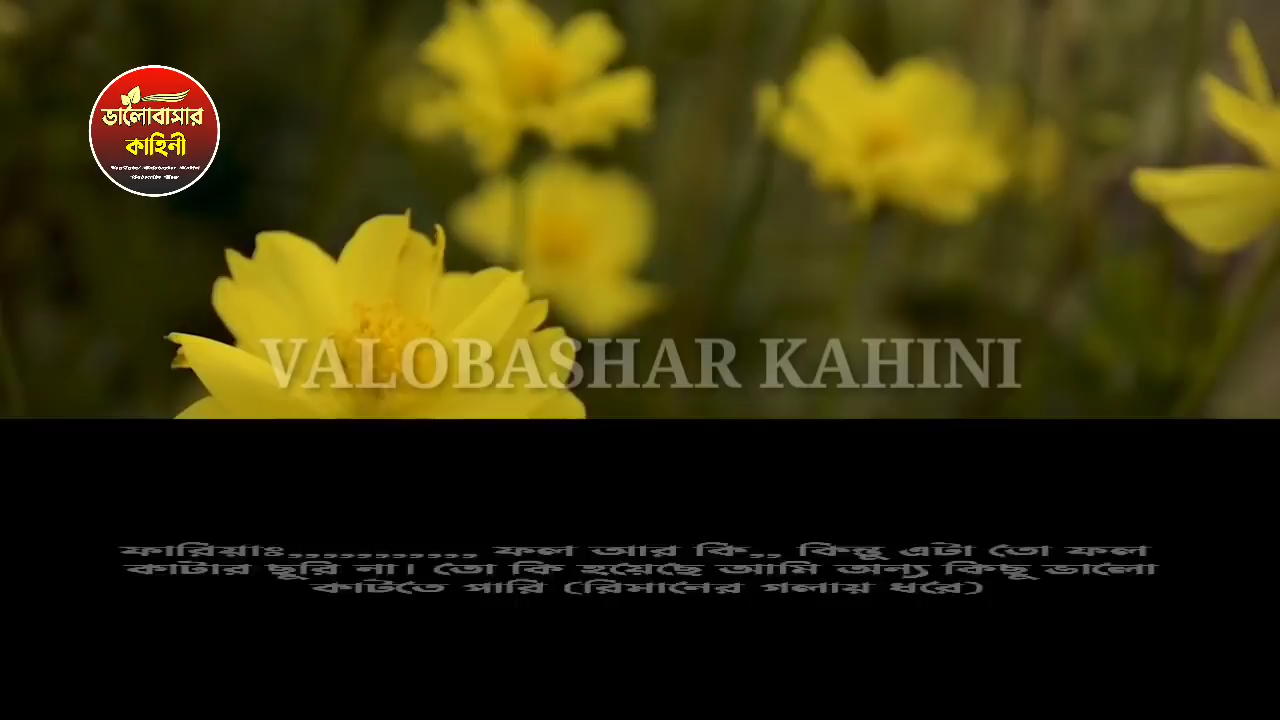 ভালোবাসার
কাহিনী
VALOBASHAR KAHINI
ফারিয়াঃ,,,,,,,,,,, ফল আর কি,, কিন্তু এটা তো ফল
কাটার ছুরি না। তো কি হয়েছে আমি অন্য কিছু ভালো
কাটতে পারি (রিমানের গলায় ধরে)